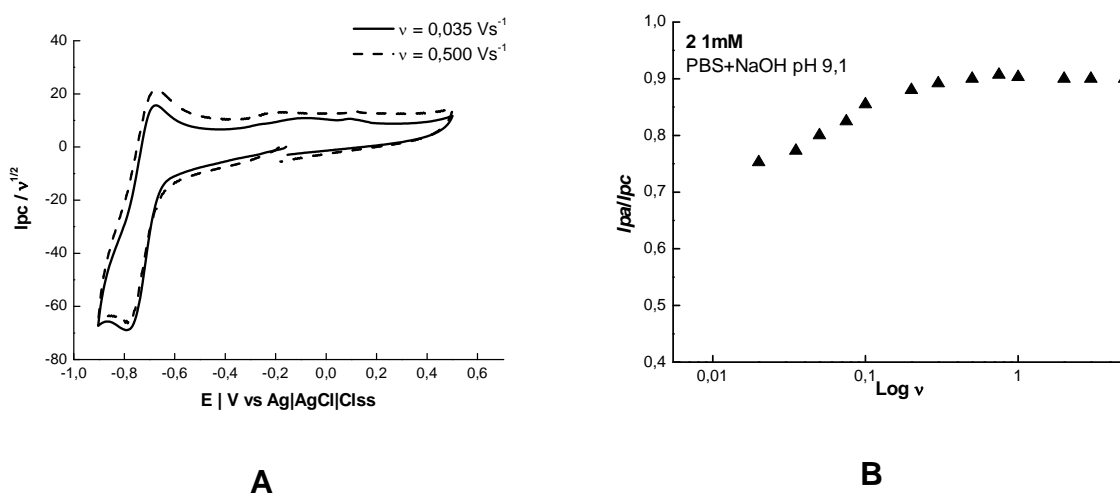 ν = 0,035 Vs-1
ν = 0,500 Vs-1
40
20
0
-20
-40
-60
-80
Ipc / ν1/2
-1,0 -0,8 -0,6 -0,4 -0,2 0,0 0,2 0,4 0,6
E | V vs Ag|AgCl|Clss
A
2 1mM
PBS+NaOH pH 9,1
1,0
0,9
0,8
0,7
0,6
0,5
0,4
Ipa/Ipc
0,01 0,1 1
Log ν
B